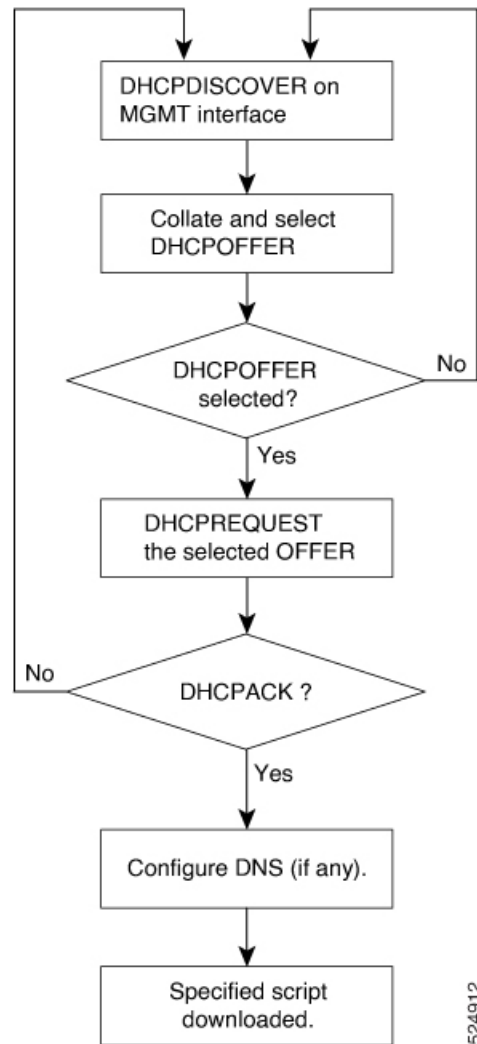 DHCPDISCOVER on
MGMT interface
Collate and select
DHCPOFFER
DHCPOFFER
selected?
No
Yes
DHCPREQUEST
the selected OFFER
No
DHCPACK ?
Yes
Configure DNS (if any).
Specified script
downloaded.
524912